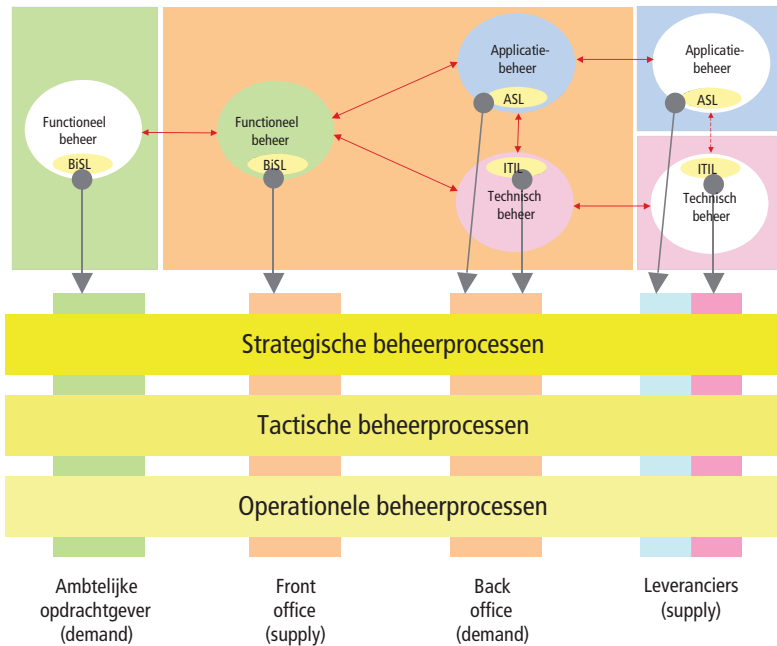 Functioneel
beheer
BiSL
Functioneel
beheer
BiSL
Applicatie-
beheer
ASL
ITIL
Technisch
beheer
Applicatie-
beheer
ASL
ITIL
Technisch
beheer
Strategische beheerprocessen
Tactische beheerprocessen
Operationele beheerprocessen
Ambtelijke
opdrachtgever
(demand)
Front
office
(supply)
Back
office
(demand)
Leveranciers
(supply)